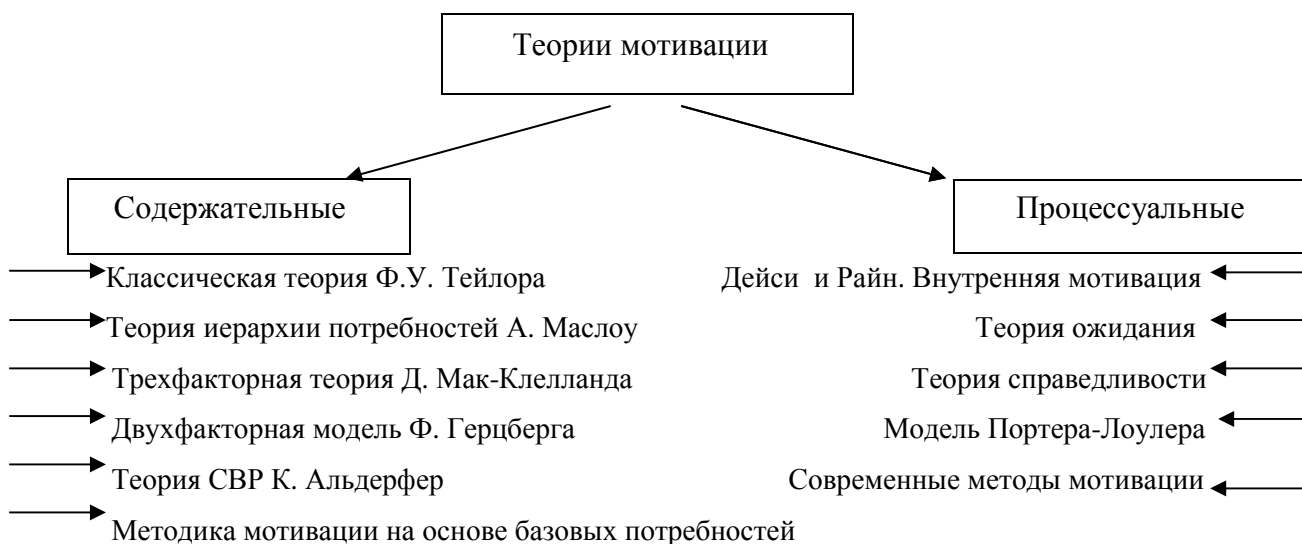 Теории мотивации
Содержательные
Процессуальные
Классическая теория Ф.У. Тейлора
Теория иерархии потребностей А. Маслоу
Трехфакторная теория Д. Мак-Клелланда
Двухфакторная модель Ф. Герцберга
Теория СВР К. Альдерфер
Методика мотивации на основе базовых потребностей
Дейси и Райн. Внутренняя мотивация
Теория ожидания
Теория справедливости
Модель Портера-Лоулера
Современные методы мотивации